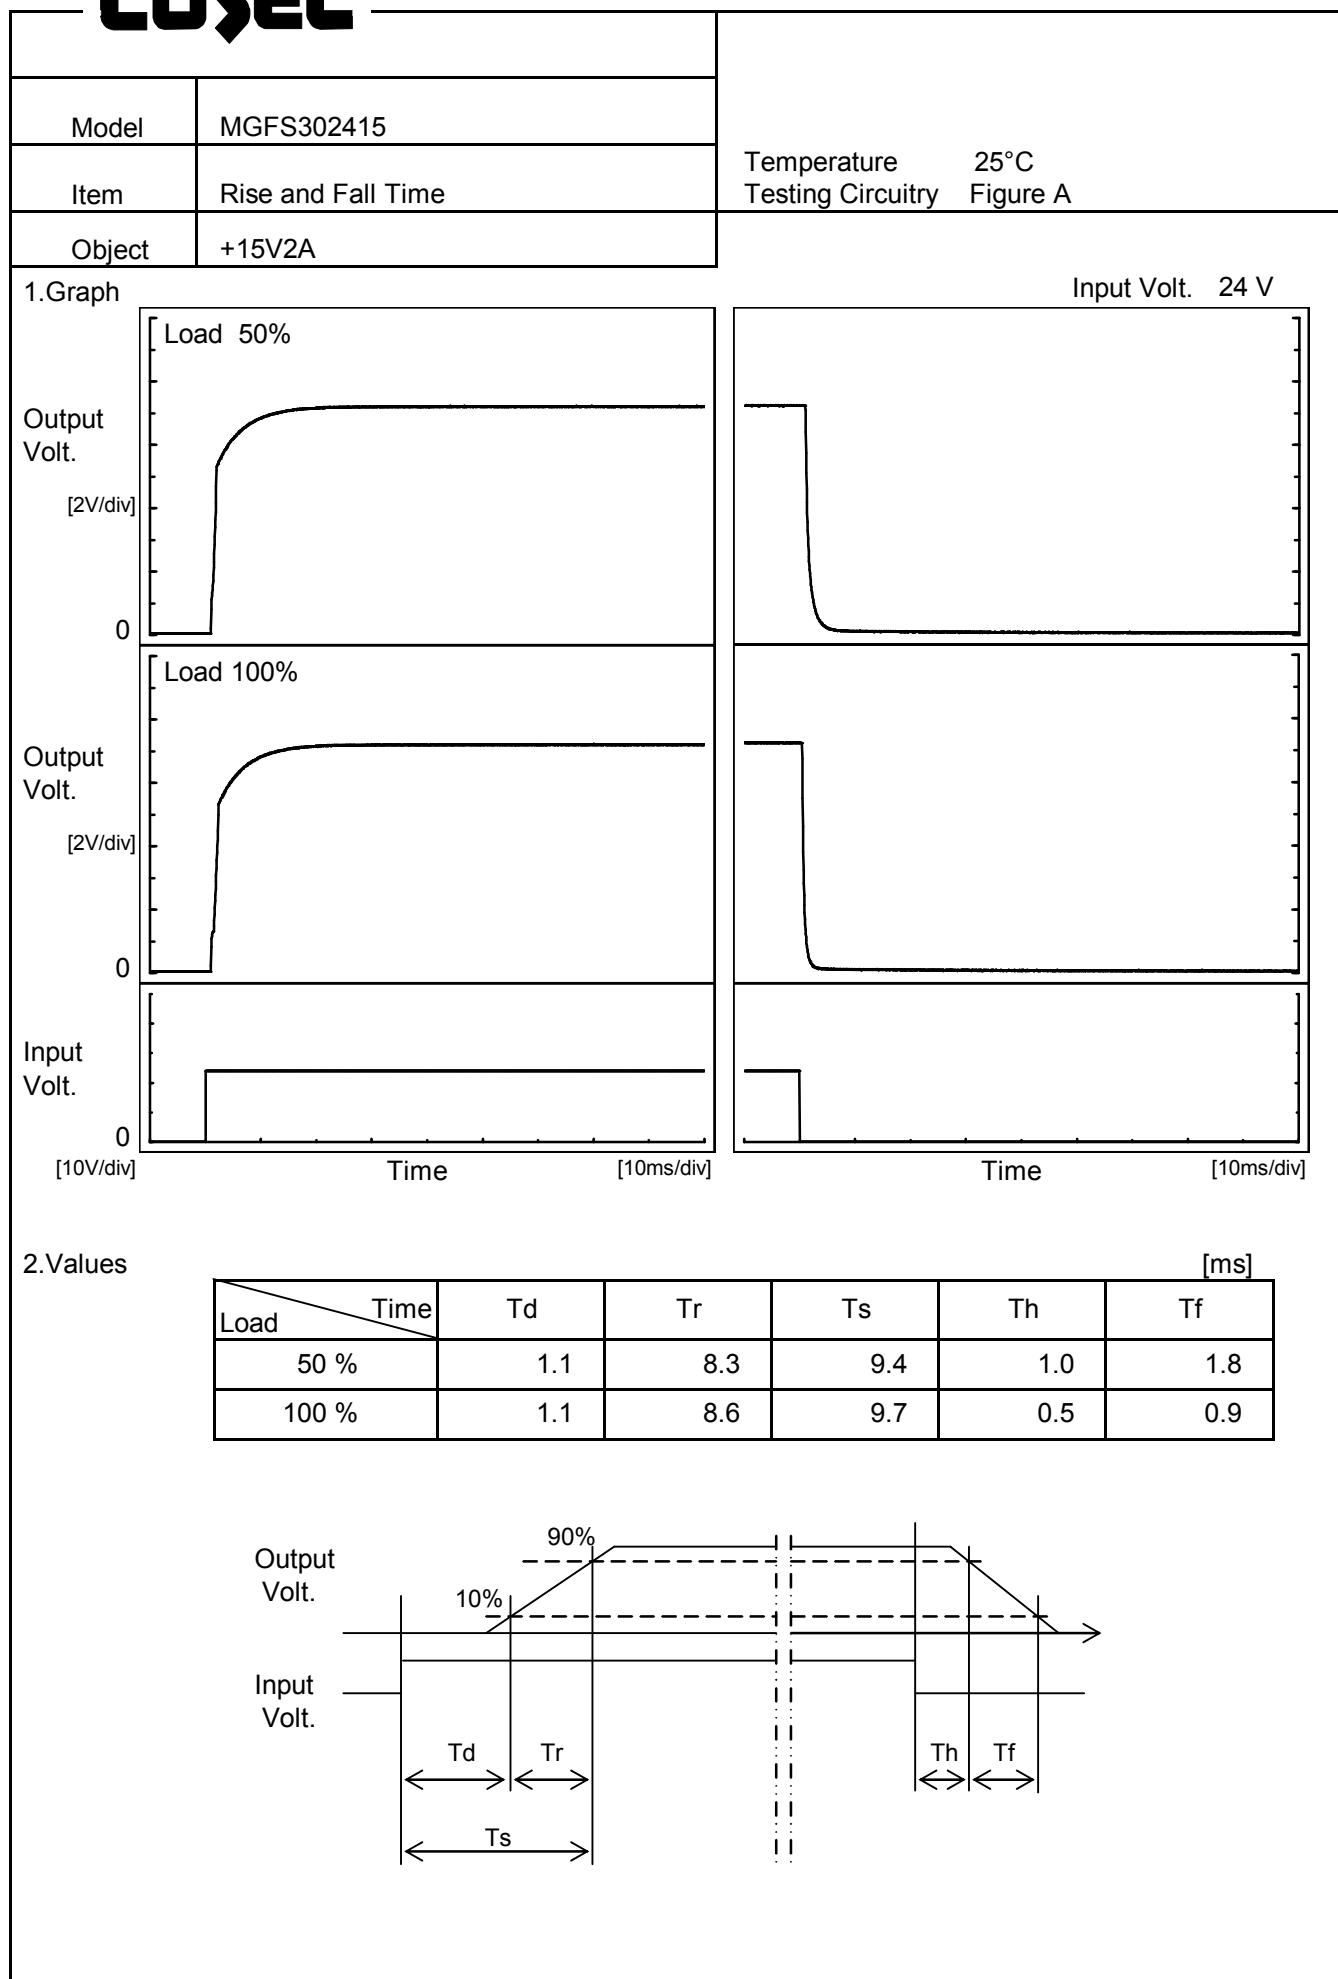 COSEL
Model MGFS302415
Item Rise and Fall Time
Temperature 25°C
Testing Circuitry Figure A
Object +15V2A
1.Graph
Input Volt. 24 V
Load 50%
Output
Volt.
[2V/div]
0
Load 100%
Output
Volt.
[2V/div]
0
Input
Volt.
0
[10V/div] Time [10ms/div] Time [10ms/div]
2.Values [ms]
Load Time Td Tr Ts Th Tf
50 % 1.1 8.3 9.4 1.0 1.8
100 % 1.1 8.6 9.7 0.5 0.9
Output
Volt.
90%
10%
Input
Volt.
Td Tr Th Tf
Ts